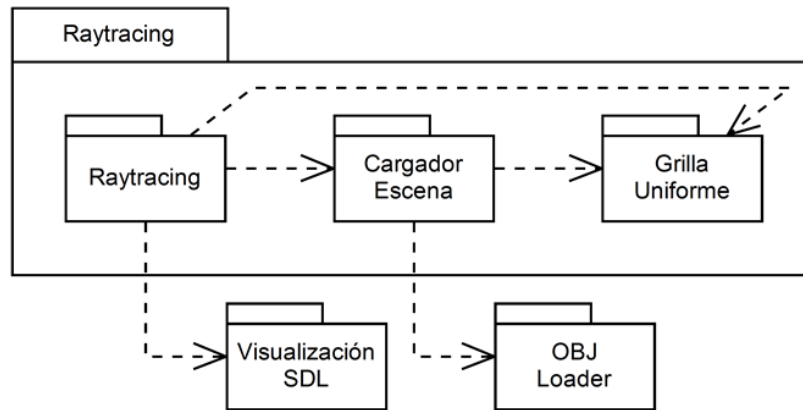 Raytracing
Raytracing
Cargador
Escena
Grilla
Uniforme
Visualización
SDL
OBJ
Loader